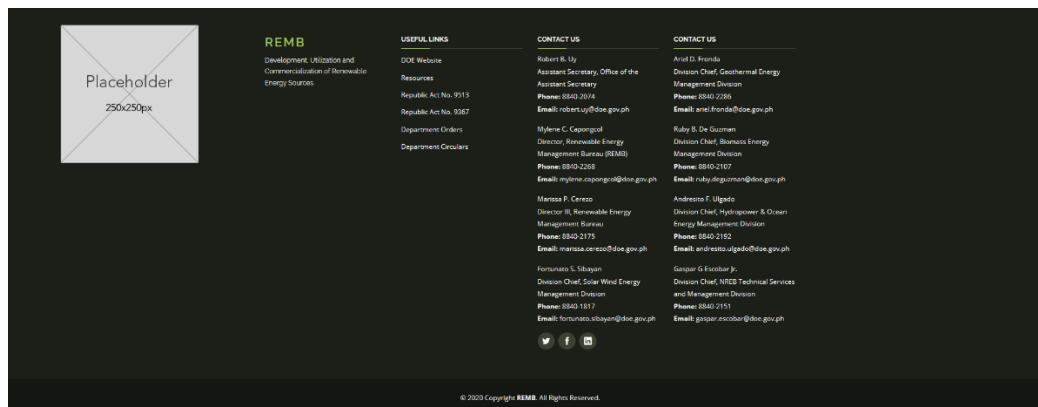 Placeholder
250x250px
REMB
Development, Utilization and
Commercialization of Renewable
Energy Sources
USEFUL LINKS
DOE Website
Resources
Republic Act No. 9513
Republic Act No. 9367
Department Orders
Department Circulars
CONTACT US
Robert B. Uy
Assistant Secretary, Office of the
Assistant Secretary
Phone: 8840-2074
Email: robert.uy@doe.gov.ph
Mylene C. Capongcol
Director, Renewable Energy
Management Bureau (REMB)
Phone: 8840-2268
Email: mylene.capongcol@doe.gov.ph
Marissa P. Cerezo
Director III, Renewable Energy
Management Bureau
Phone: 8840-2175
Email: marissa.cerezo@doe.gov.ph
Fortunato S. Sibayan
Division Chief, Solar Wind Energy
Management Division
Phone: 8840-1817
Email: fortunato.sibayan@doe.gov.ph
CONTACT US
Ariel D. Fronda
Division Chief, Geothermal Energy
Management Division
Phone: 8840-2286
Email: ariel.fronda@doe.gov.ph
Ruby B. De Guzman
Division Chief, Biomass Energy
Management Division
Phone: 8840-2107
Email: ruby.deguzman@doe.gov.ph
Andresito F. Ulgado
Division Chief, Hydropower & Ocean
Energy Management Division
Phone: 8840-2192
Email: andresito.ulgado@doe.gov.ph
Gaspar G Escobar Jr.
Division Chief, NREB Technical Services
and Management Division
Phone: 8840-2151
Email: gaspar.escobar@doe.gov.ph
© 2020 Copyright REMB. All Rights Reserved.